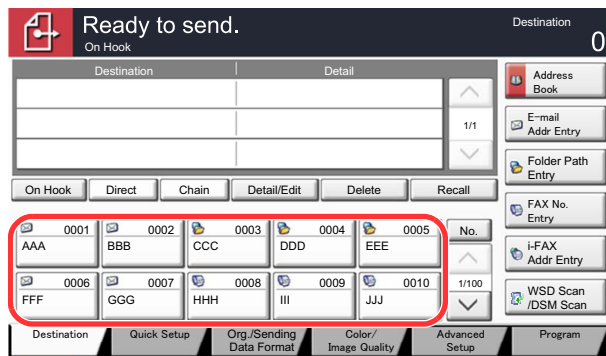 Ready to send.
On Hook
Destination
0
Destination
Detail
1/1
On Hook
Direct
Chain
Detail/Edit
Delete
Recall
0001
AAA
0002
BBB
0003
CCC
0004
DDD
0005
EEE
No.
0006
FFF
0007
GGG
0008
HHH
0009
III
0010
JJJ
1/100
Address
Book
E-mail
Addr Entry
Folder Path
Entry
FAX No.
Entry
i-FAX
Addr Entry
WSD Scan
/DSM Scan
Destination
Quick Setup
Org./Sending
Data Format
Color/
Image Quality
Advanced
Setup
Program